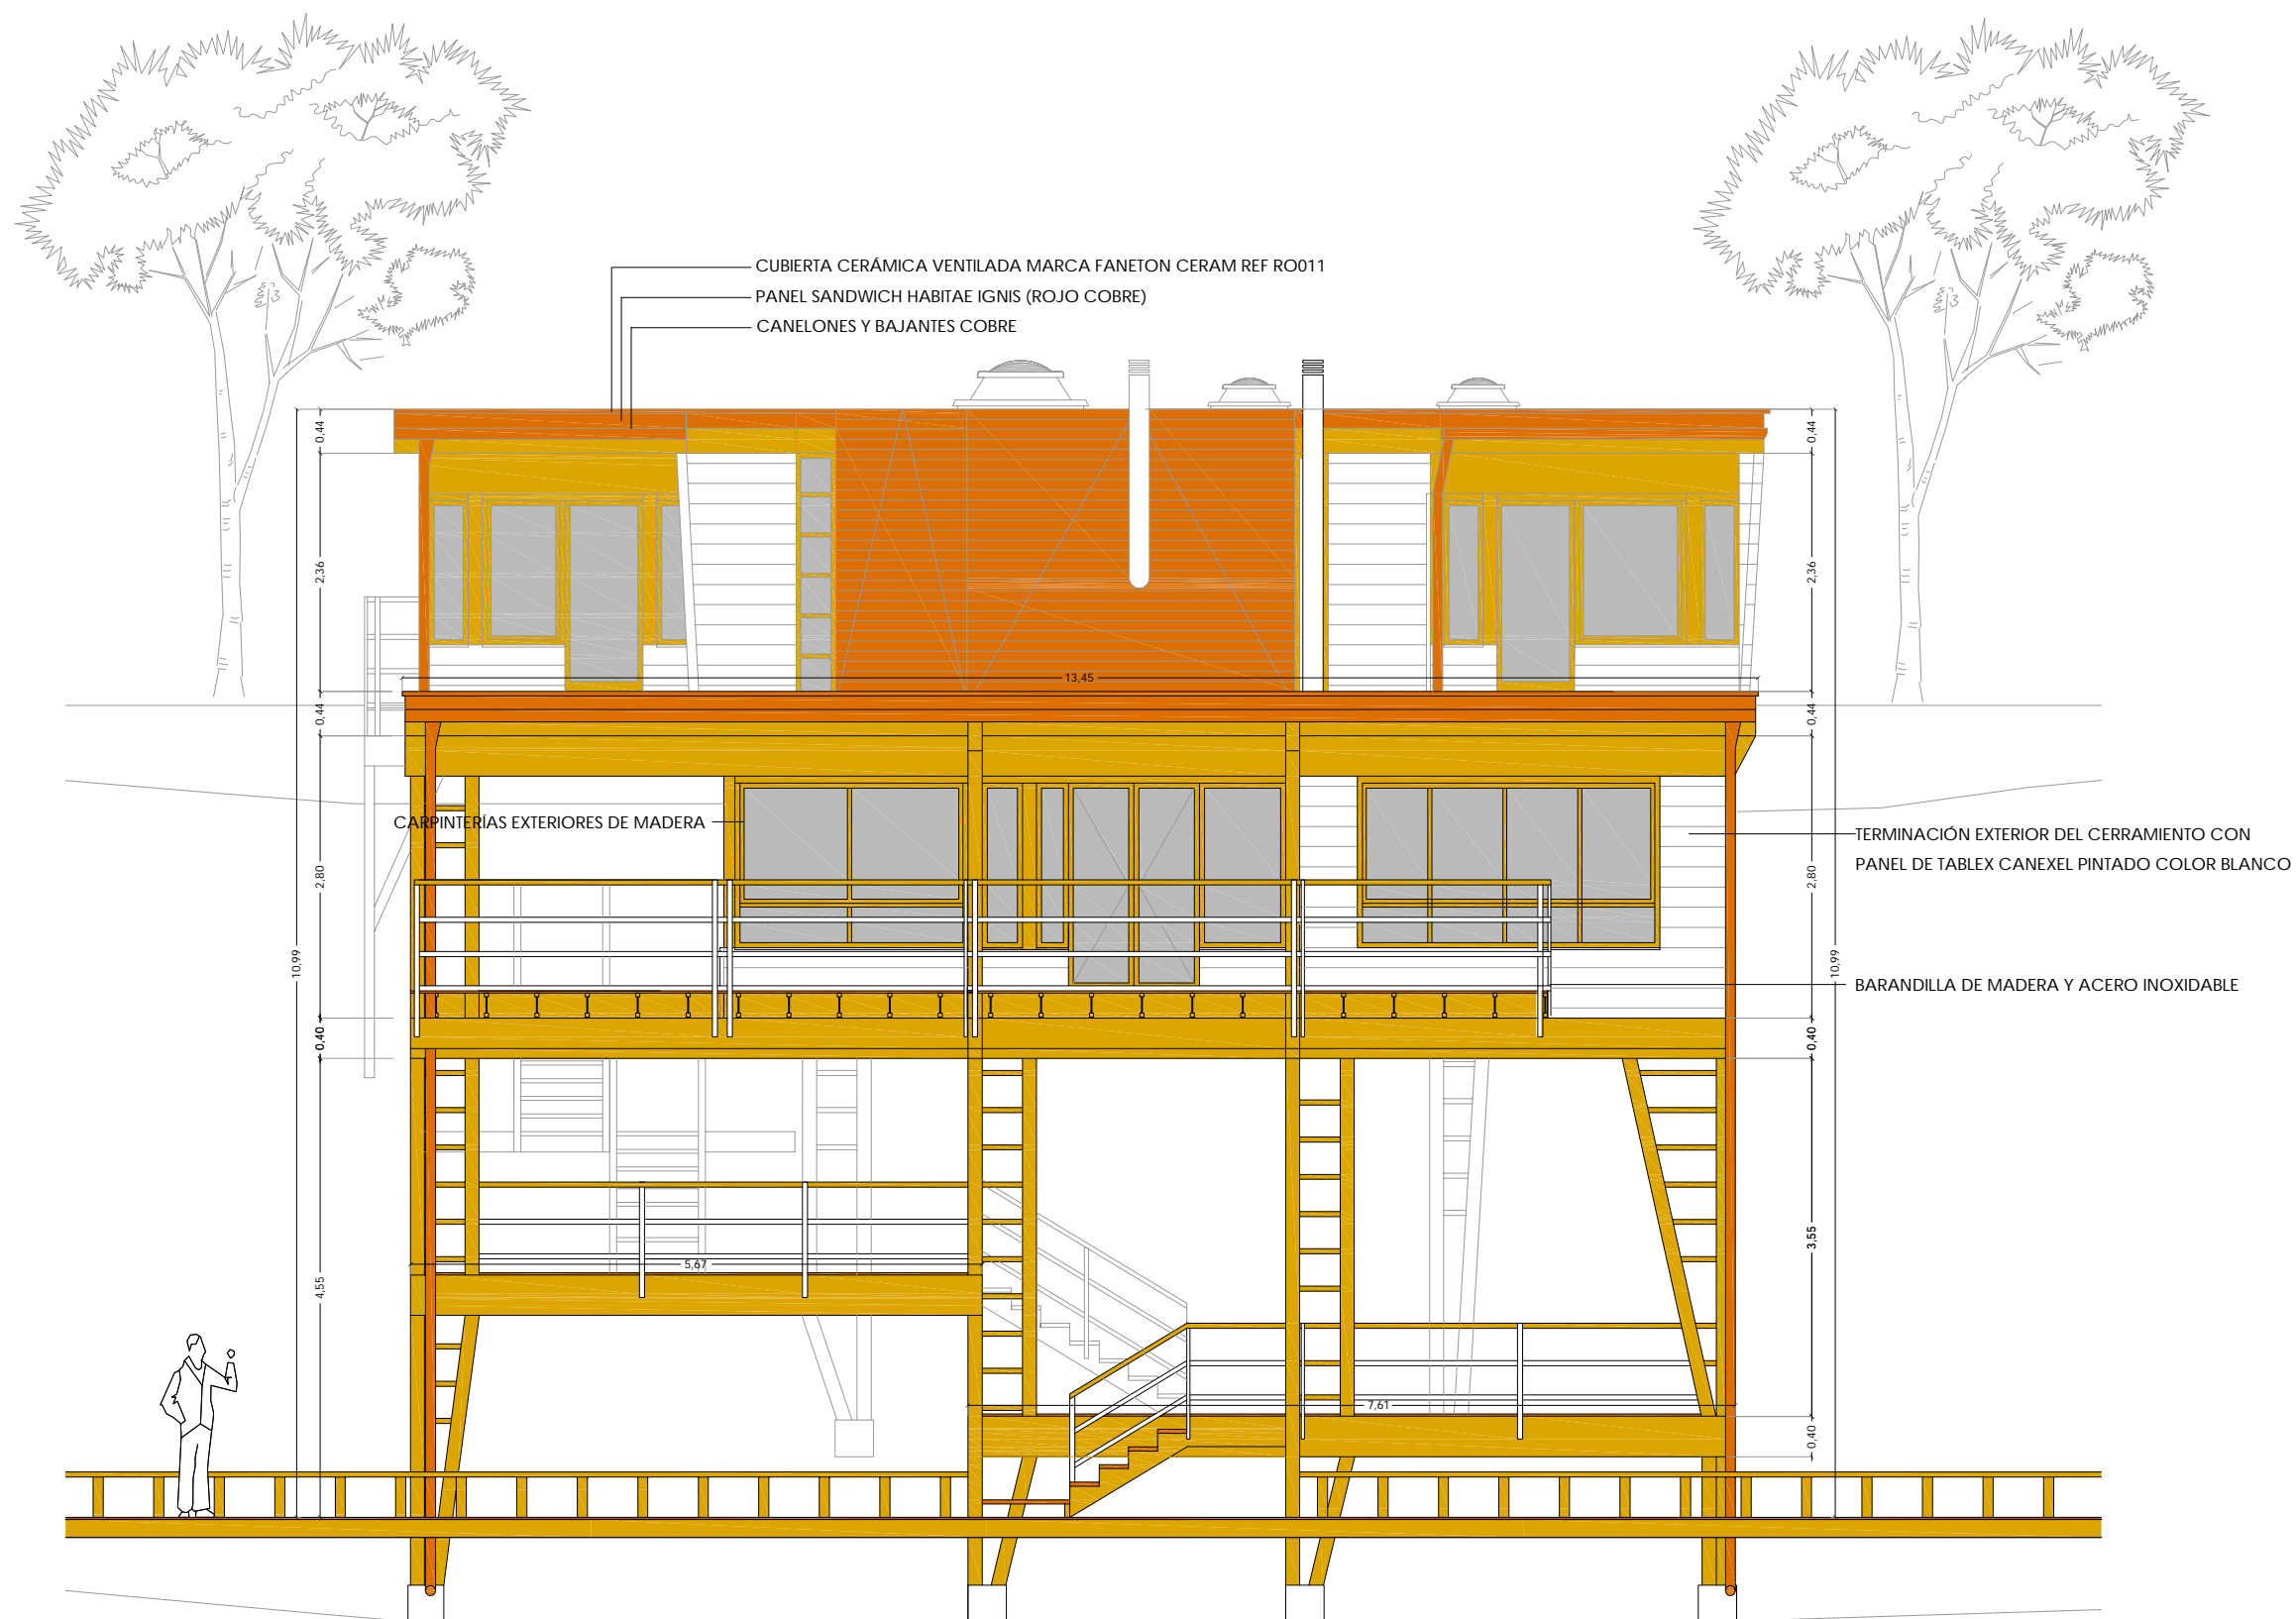 CUBIERTA CERÁMICA VENTILADA MARCA FANETON CERAM REF RO011
PANEL SANDWICH HABITAE IGNIS (ROJO COBRE)
CANELONES Y BAJANTES COBRE
0,44
0,44
2,36
2,36
13,45
0,44
0,44
CARPINTERÍAS EXTERIORES DE MADERA
TERMINACIÓN EXTERIOR DEL CERRAMIENTO CON
PANEL DE TABLEX CANEXEL PINTADO COLOR BLANCO
2,80
2,80
10,99
10,99
BARANDILLA DE MADERA Y ACERO INOXIDABLE
0,40
0,40
3,55
5,67
4,55
7,61
0,40